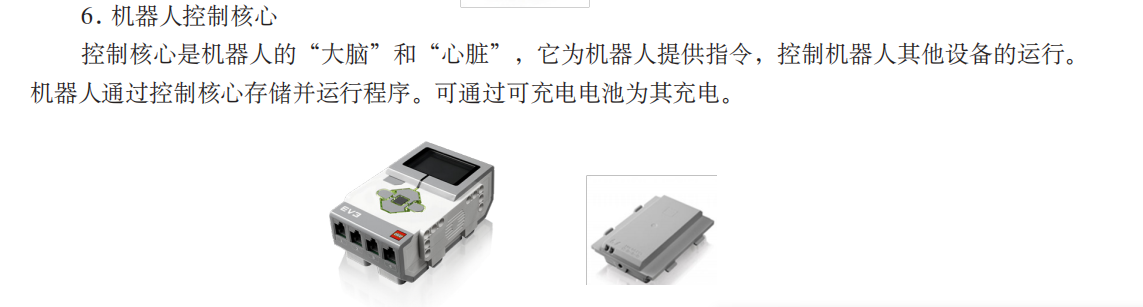 6. 机器人控制核心
控制核心是机器人的“大脑”和“心脏”，它为机器人提供指令，控制机器人其他设备的运行。
机器人通过控制核心存储并运行程序。可通过可充电电池为其充电。
EV3
LEGO